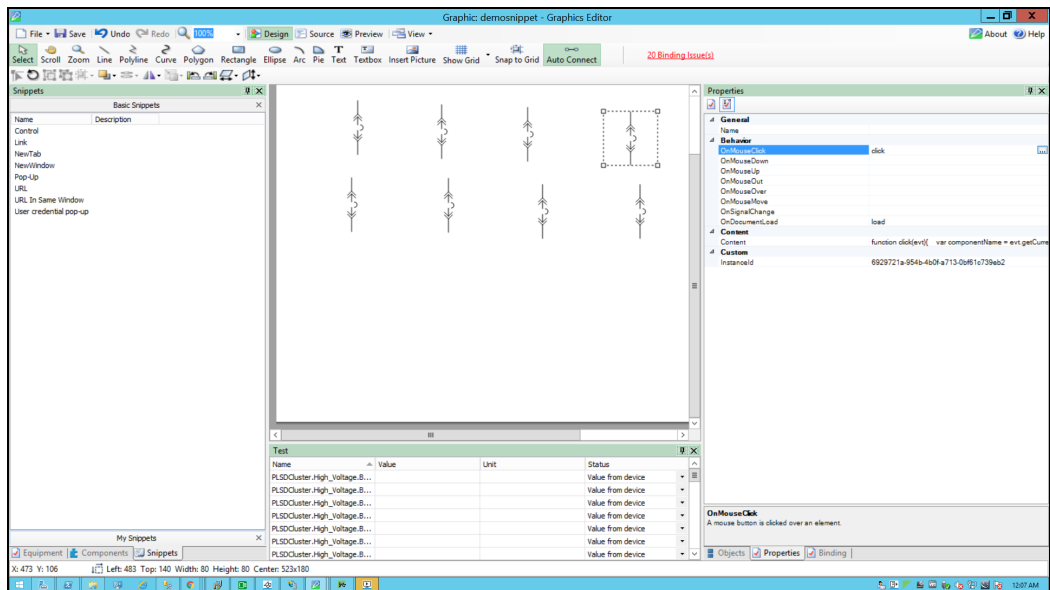 Graphic: demosnippet - Graphics Editor
File Save Undo Redo 100% Design Source Preview View About Help
Select Scroll Zoom Line Polyline Curve Polygon Rectangle Ellipse Arc Pie Text Textbox Insert Picture Show Grid Snap to Grid Auto Connect 20 Binding Issue(s)
Snippets
Basic Snippets
Name Description
Control
Link
NewTab
NewWindow
Pop-Up
URL
URL In Same Window
User credential pop-up
My Snippets
Equipment Components Snippets
Test
Name Value Unit Status
PLSDCluster.High_Voltage.B... Value from device
PLSDCluster.High_Voltage.B... Value from device
PLSDCluster.High_Voltage.B... Value from device
PLSDCluster.High_Voltage.B... Value from device
PLSDCluster.High_Voltage.B... Value from device
PLSDCluster.High_Voltage.B... Value from device
PLSDCluster.High_Voltage.B... Value from device
Properties
General
Name
Behavior
OnMouseClick click
OnMouseDown
OnMouseUp
OnMouseOut
OnMouseOver
OnMouseMove
OnSignalChange
OnDocumentLoad load
Content
Content function click(evt){ var componentName = evt.getCurre
Custom
InstanceId 6929721a-954b-4b0f-a713-0bf61c739eb2
OnMouseClick
A mouse button is clicked over an element.
Objects Properties Binding
X: 473 Y: 106 Left: 483 Top: 140 Width: 80 Height: 80 Center: 523x180
12:07 AM